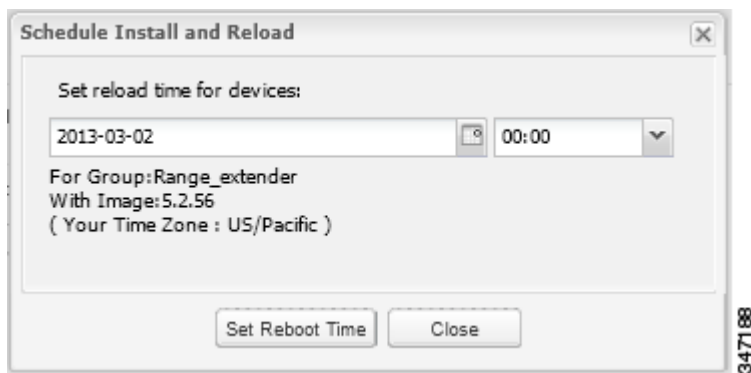 Schedule Install and Reload
Set reload time for devices:
2013-03-02 00:00
For Group:Range_extender
With Image:5.2.56
( Your Time Zone : US/Pacific )
Set Reboot Time Close
347188